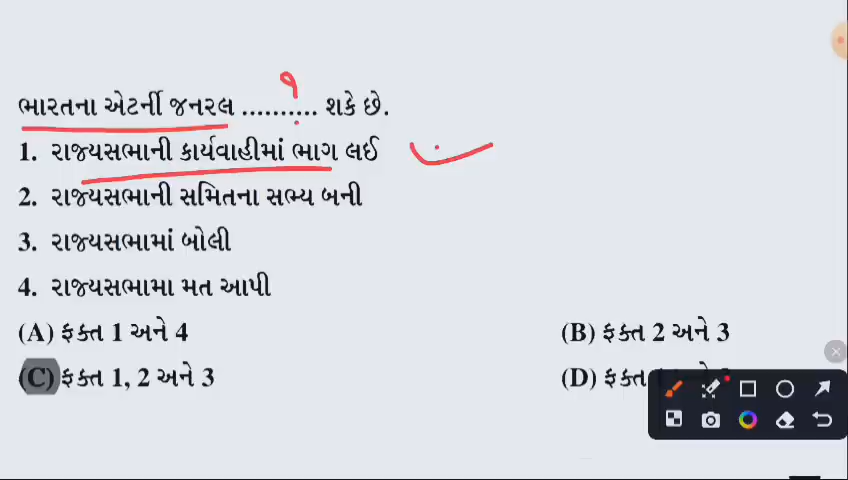 ભારતના એટર્ની જનરલ ............ શકે છે.
1. રાજ્યસભાની કાર્યવાહીમાં ભાગ લઈ
2. રાજ્યસભાની સમિતના સભ્ય બની
3. રાજ્યસભામાં બોલી
4. રાજ્યસભામા મત આપી
(A) ફક્ત 1 અને 4
(B) ફક્ત 2 અને 3
(C) ફક્ત 1, 2 અને 3
(D) ફક્ત